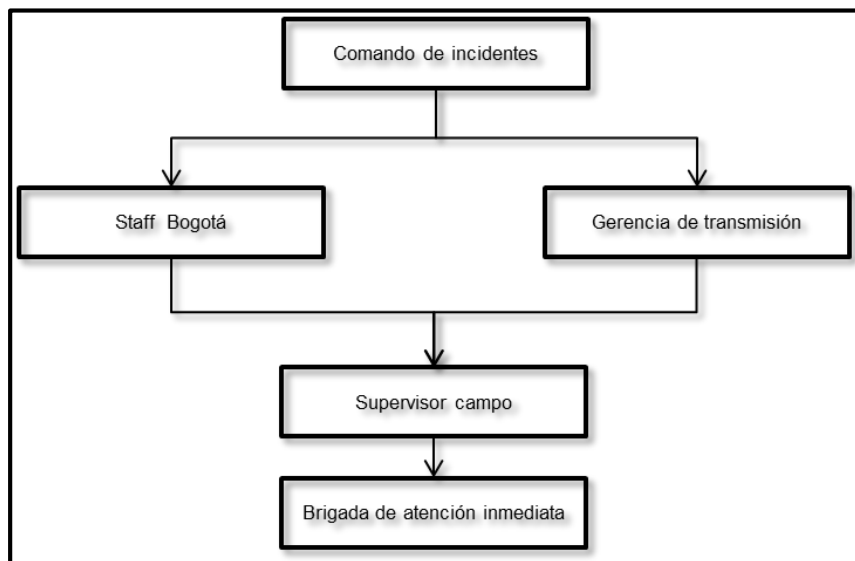 Comando de incidentes
Staff Bogotá
Gerencia de transmisión
Supervisor campo
Brigada de atención inmediata